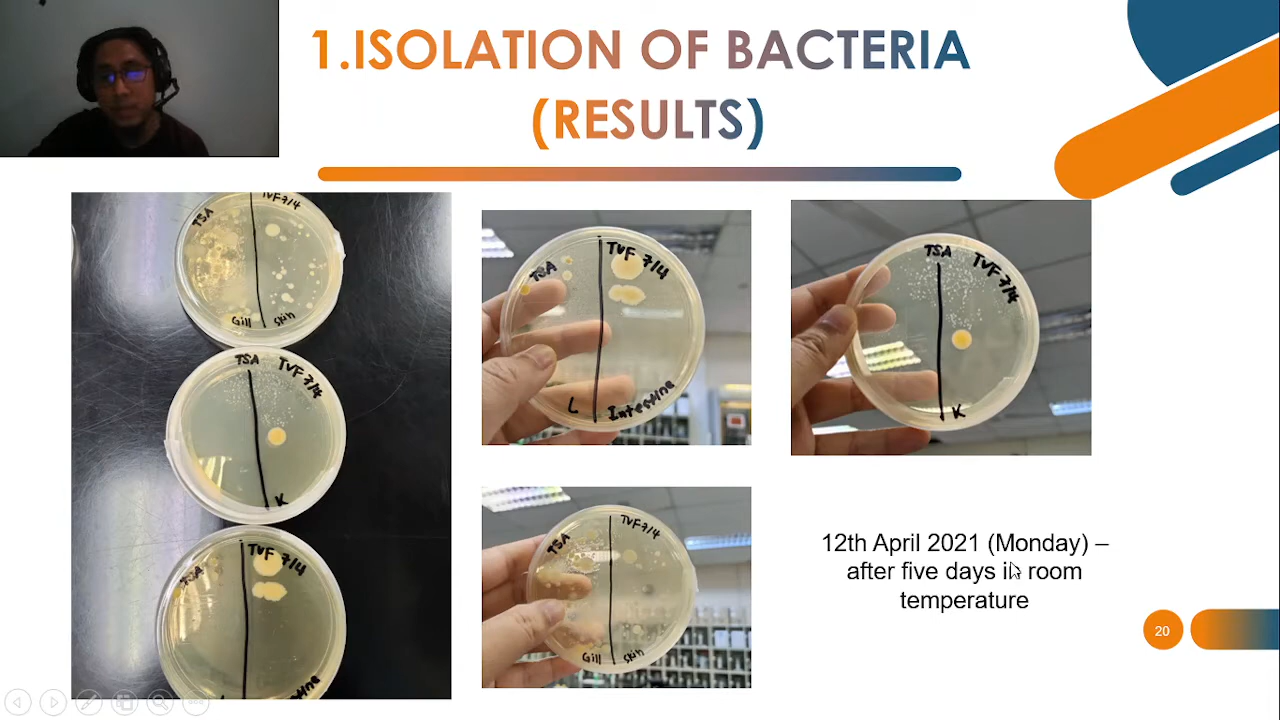 1.ISOLATION OF BACTERIA
(RESULTS)
TSA
TVF 7/4
Gill
Skin
TSA
TVF 7/4
K
TSA
TVF 7/4
TSA
TVF 7/4
L
Intestine
TSA
TVF 7/4
K
TSA
TVF 7/4
Gill
Skin
12th April 2021 (Monday) –
after five days in room
temperature
20